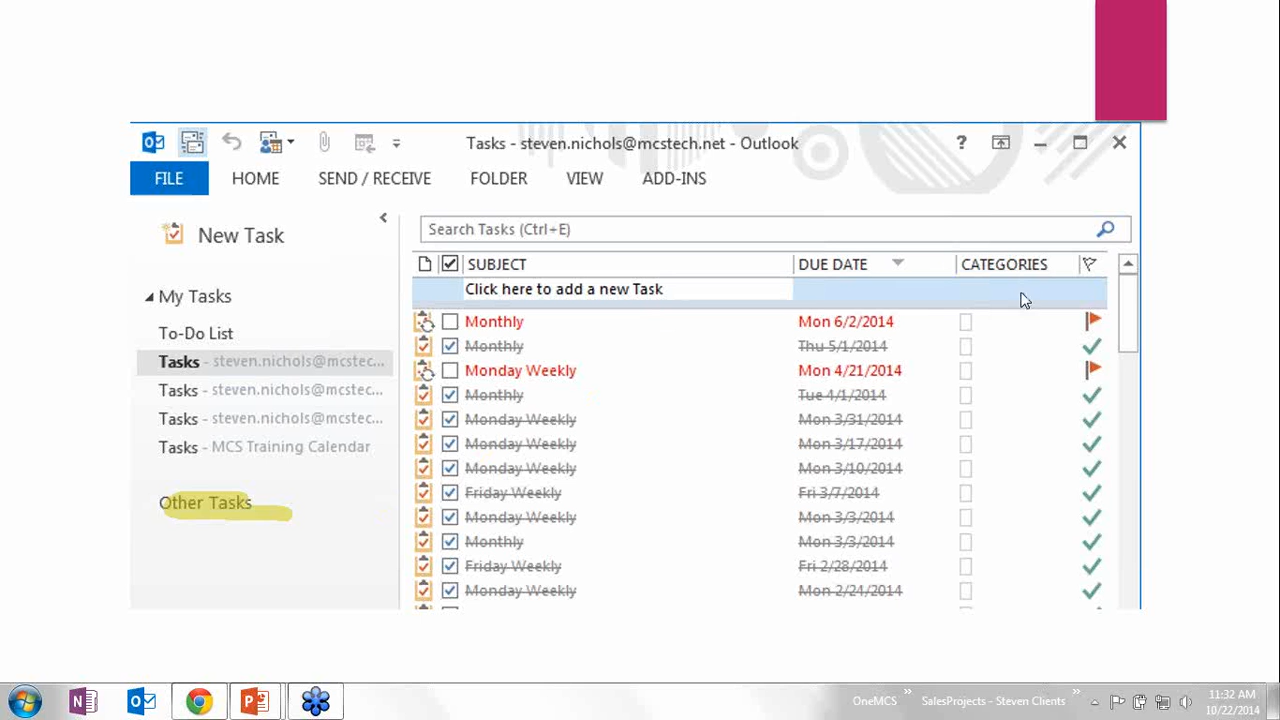 Tasks - steven.nichols@mcstech.net - Outlook
?
FILE HOME SEND / RECEIVE FOLDER VIEW ADD-INS
New Task
Search Tasks (Ctrl+E)
SUBJECT DUE DATE CATEGORIES
Click here to add a new Task
My Tasks
To-Do List
Tasks - steven.nichols@mcstec...
Tasks - steven.nichols@mcstec...
Tasks - steven.nichols@mcstec...
Tasks - MCS Training Calendar
Other Tasks
Monthly Mon 6/2/2014
Monthly Thu 5/1/2014
Monday Weekly Mon 4/21/2014
Monthly Tue 4/1/2014
Monday Weekly Mon 3/31/2014
Monday Weekly Mon 3/17/2014
Monday Weekly Mon 3/10/2014
Friday Weekly Fri 3/7/2014
Monday Weekly Mon 3/3/2014
Monthly Mon 3/3/2014
Friday Weekly Fri 2/28/2014
Monday Weekly Mon 2/24/2014
OneMCS SalesProjects - Steven Clients
11:32 AM
10/22/2014